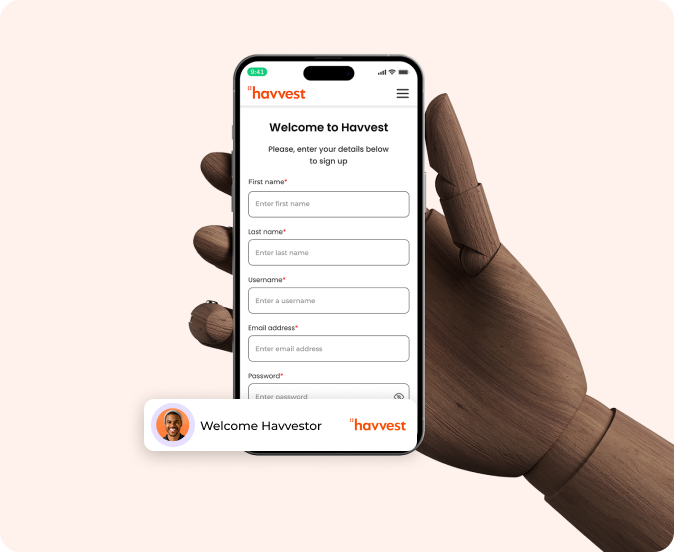 9:41
havvest
Welcome to Havvest
Please, enter your details below
to sign up
First name*
Enter first name
Last name*
Enter last name
Username*
Enter a username
Email address*
Enter email address
Password*
Enter password
Welcome Havvestor
havvest